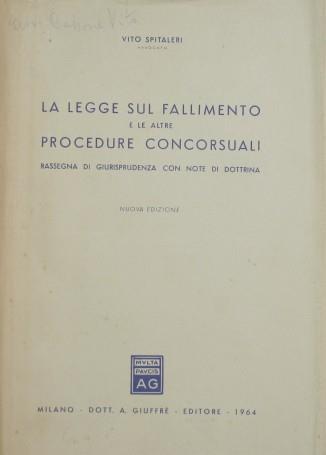 VITO SPITALERI
AVVOCATO
LA LEGGE SUL FALLIMENTO
E LE ALTRE
PROCEDURE CONCORSUALI
RASSEGNA DI GIURISPRUDENZA CON NOTE DI DOTTRINA
NUOVA EDIZIONE
MVLTA
PAVCIS
AG
MILANO - DOTT. A. GIUFFRÈ - EDITORE - 1964